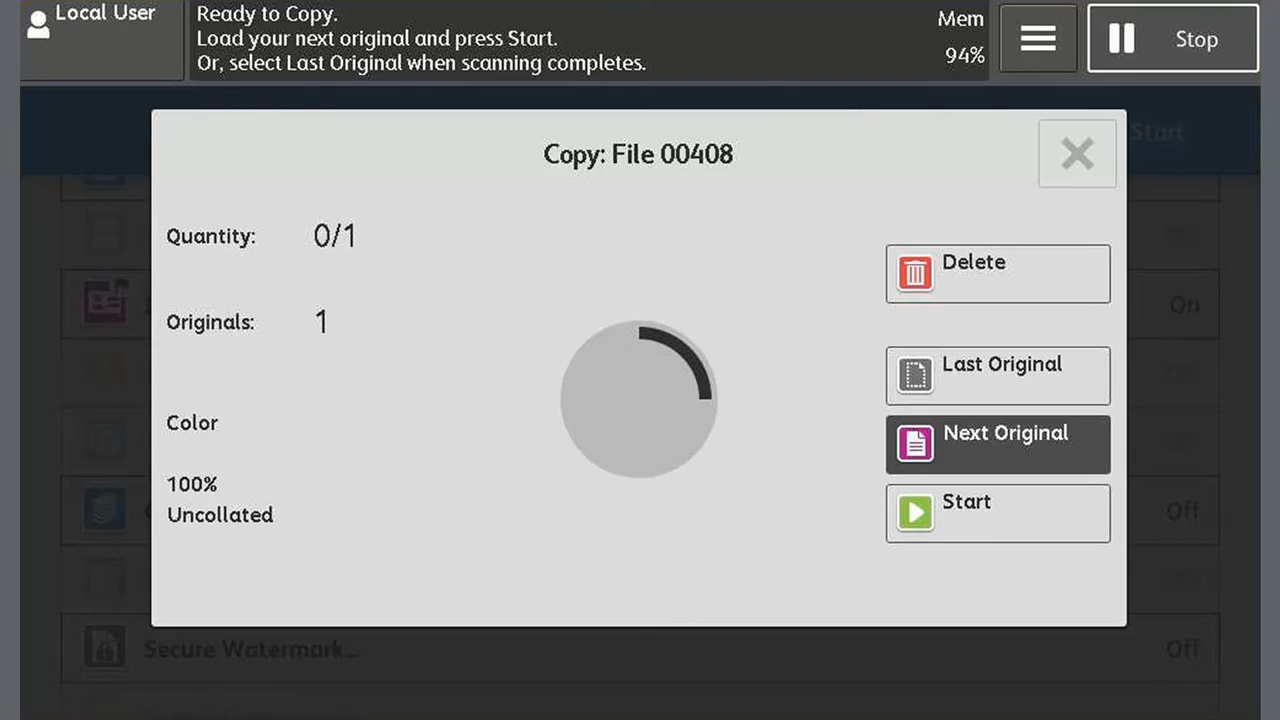 Local User
Ready to Copy.
Load your next original and press Start.
Or, select Last Original when scanning completes.
Mem
94%
Stop
Start
Copy: File 00408
Quantity: 0/1
Originals: 1
Color
100%
Uncollated
Delete
Last Original
Next Original
Start
On
Off
Secure Watermark... Off